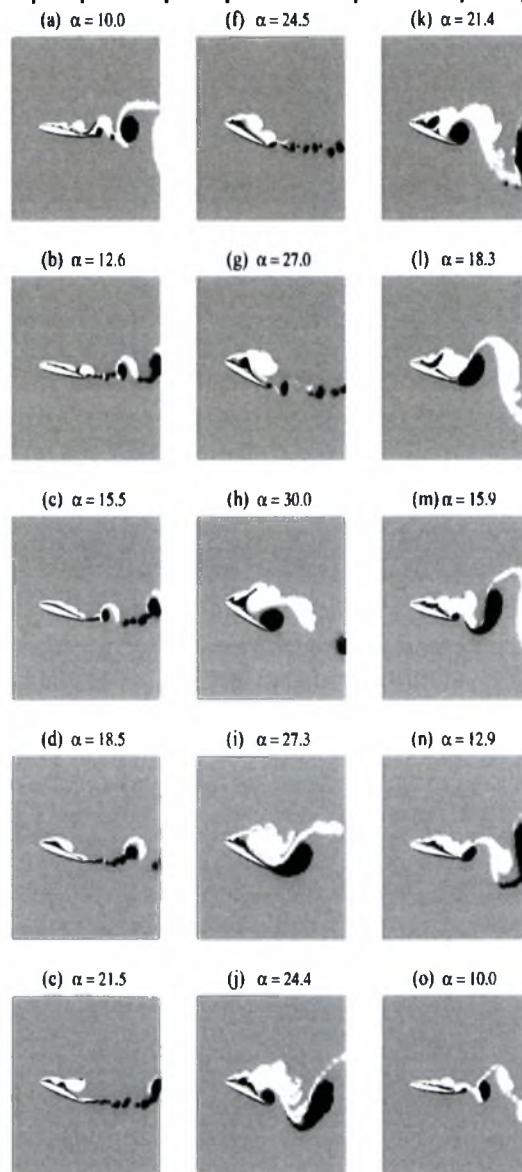 (a) α = 10.0
(f) α = 24.5
(k) α = 21.4
(b) α = 12.6
(g) α = 27.0
(l) α = 18.3
(c) α = 15.5
(h) α = 30.0
(m) α = 15.9
(d) α = 18.5
(i) α = 27.3
(n) α = 12.9
(e) α = 21.5
(j) α = 24.4
(o) α = 10.0